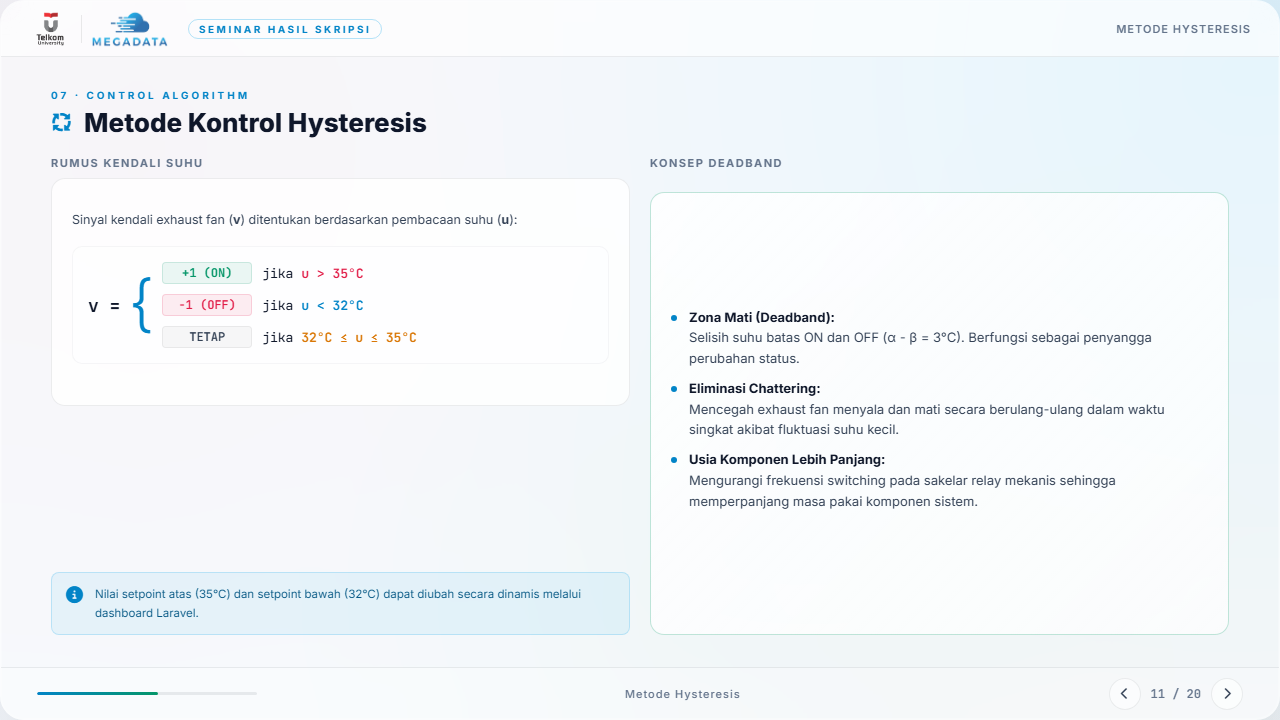 Telkom
University
MEGADATA
SEMINAR HASIL SKRIPSI
METODE HYSTERESIS
07 · CONTROL ALGORITHM
Metode Kontrol Hysteresis
RUMUS KENDALI SUHU
Sinyal kendali exhaust fan (v) ditentukan berdasarkan pembacaan suhu (u):
v = {
+1 (ON) jika u > 35°C
-1 (OFF) jika u < 32°C
TETAP jika 32°C ≤ u ≤ 35°C
Nilai setpoint atas (35°C) dan setpoint bawah (32°C) dapat diubah secara dinamis melalui
dashboard Laravel.
KONSEP DEADBAND
Zona Mati (Deadband):
Selisih suhu batas ON dan OFF (α - β = 3°C). Berfungsi sebagai penyangga
perubahan status.
Eliminasi Chattering:
Mencegah exhaust fan menyala dan mati secara berulang-ulang dalam waktu
singkat akibat fluktuasi suhu kecil.
Usia Komponen Lebih Panjang:
Mengurangi frekuensi switching pada sakelar relay mekanis sehingga
memperpanjang masa pakai komponen sistem.
Metode Hysteresis
11 / 20